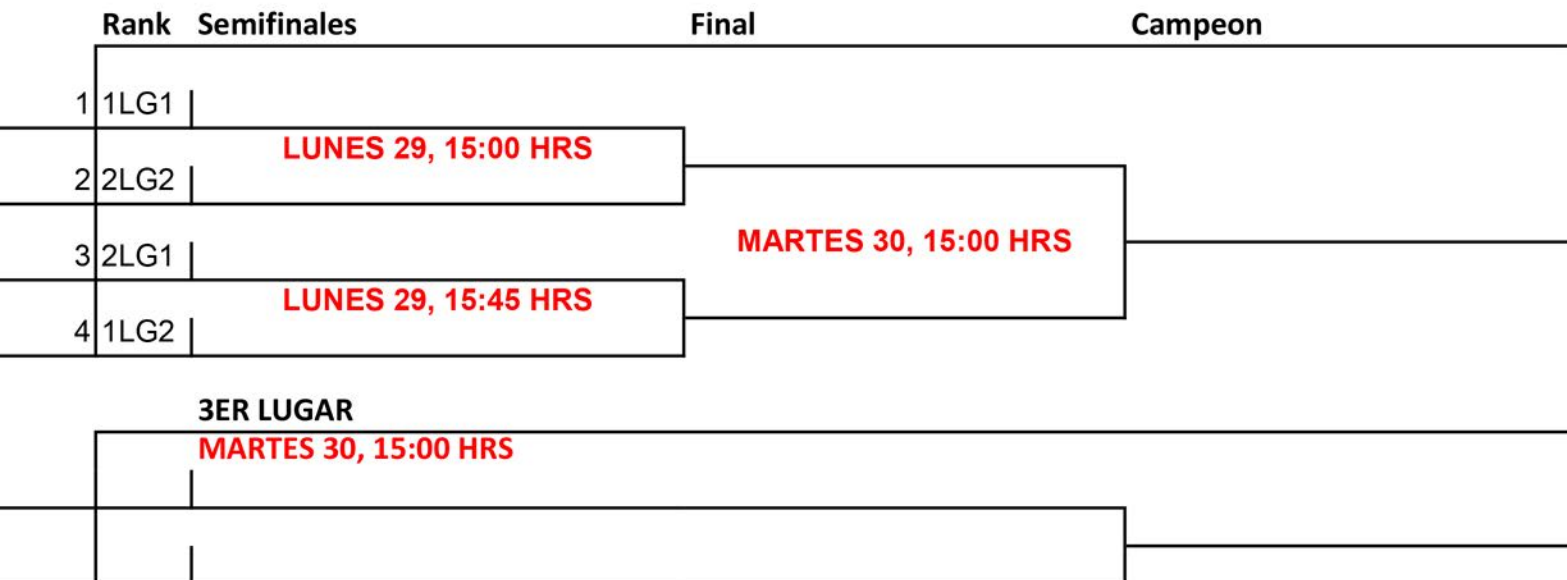 Rank Semifinales Final Campeon
1 1LG1
LUNES 29, 15:00 HRS
2 2LG2
MARTES 30, 15:00 HRS
3 2LG1
LUNES 29, 15:45 HRS
4 1LG2
3ER LUGAR
MARTES 30, 15:00 HRS